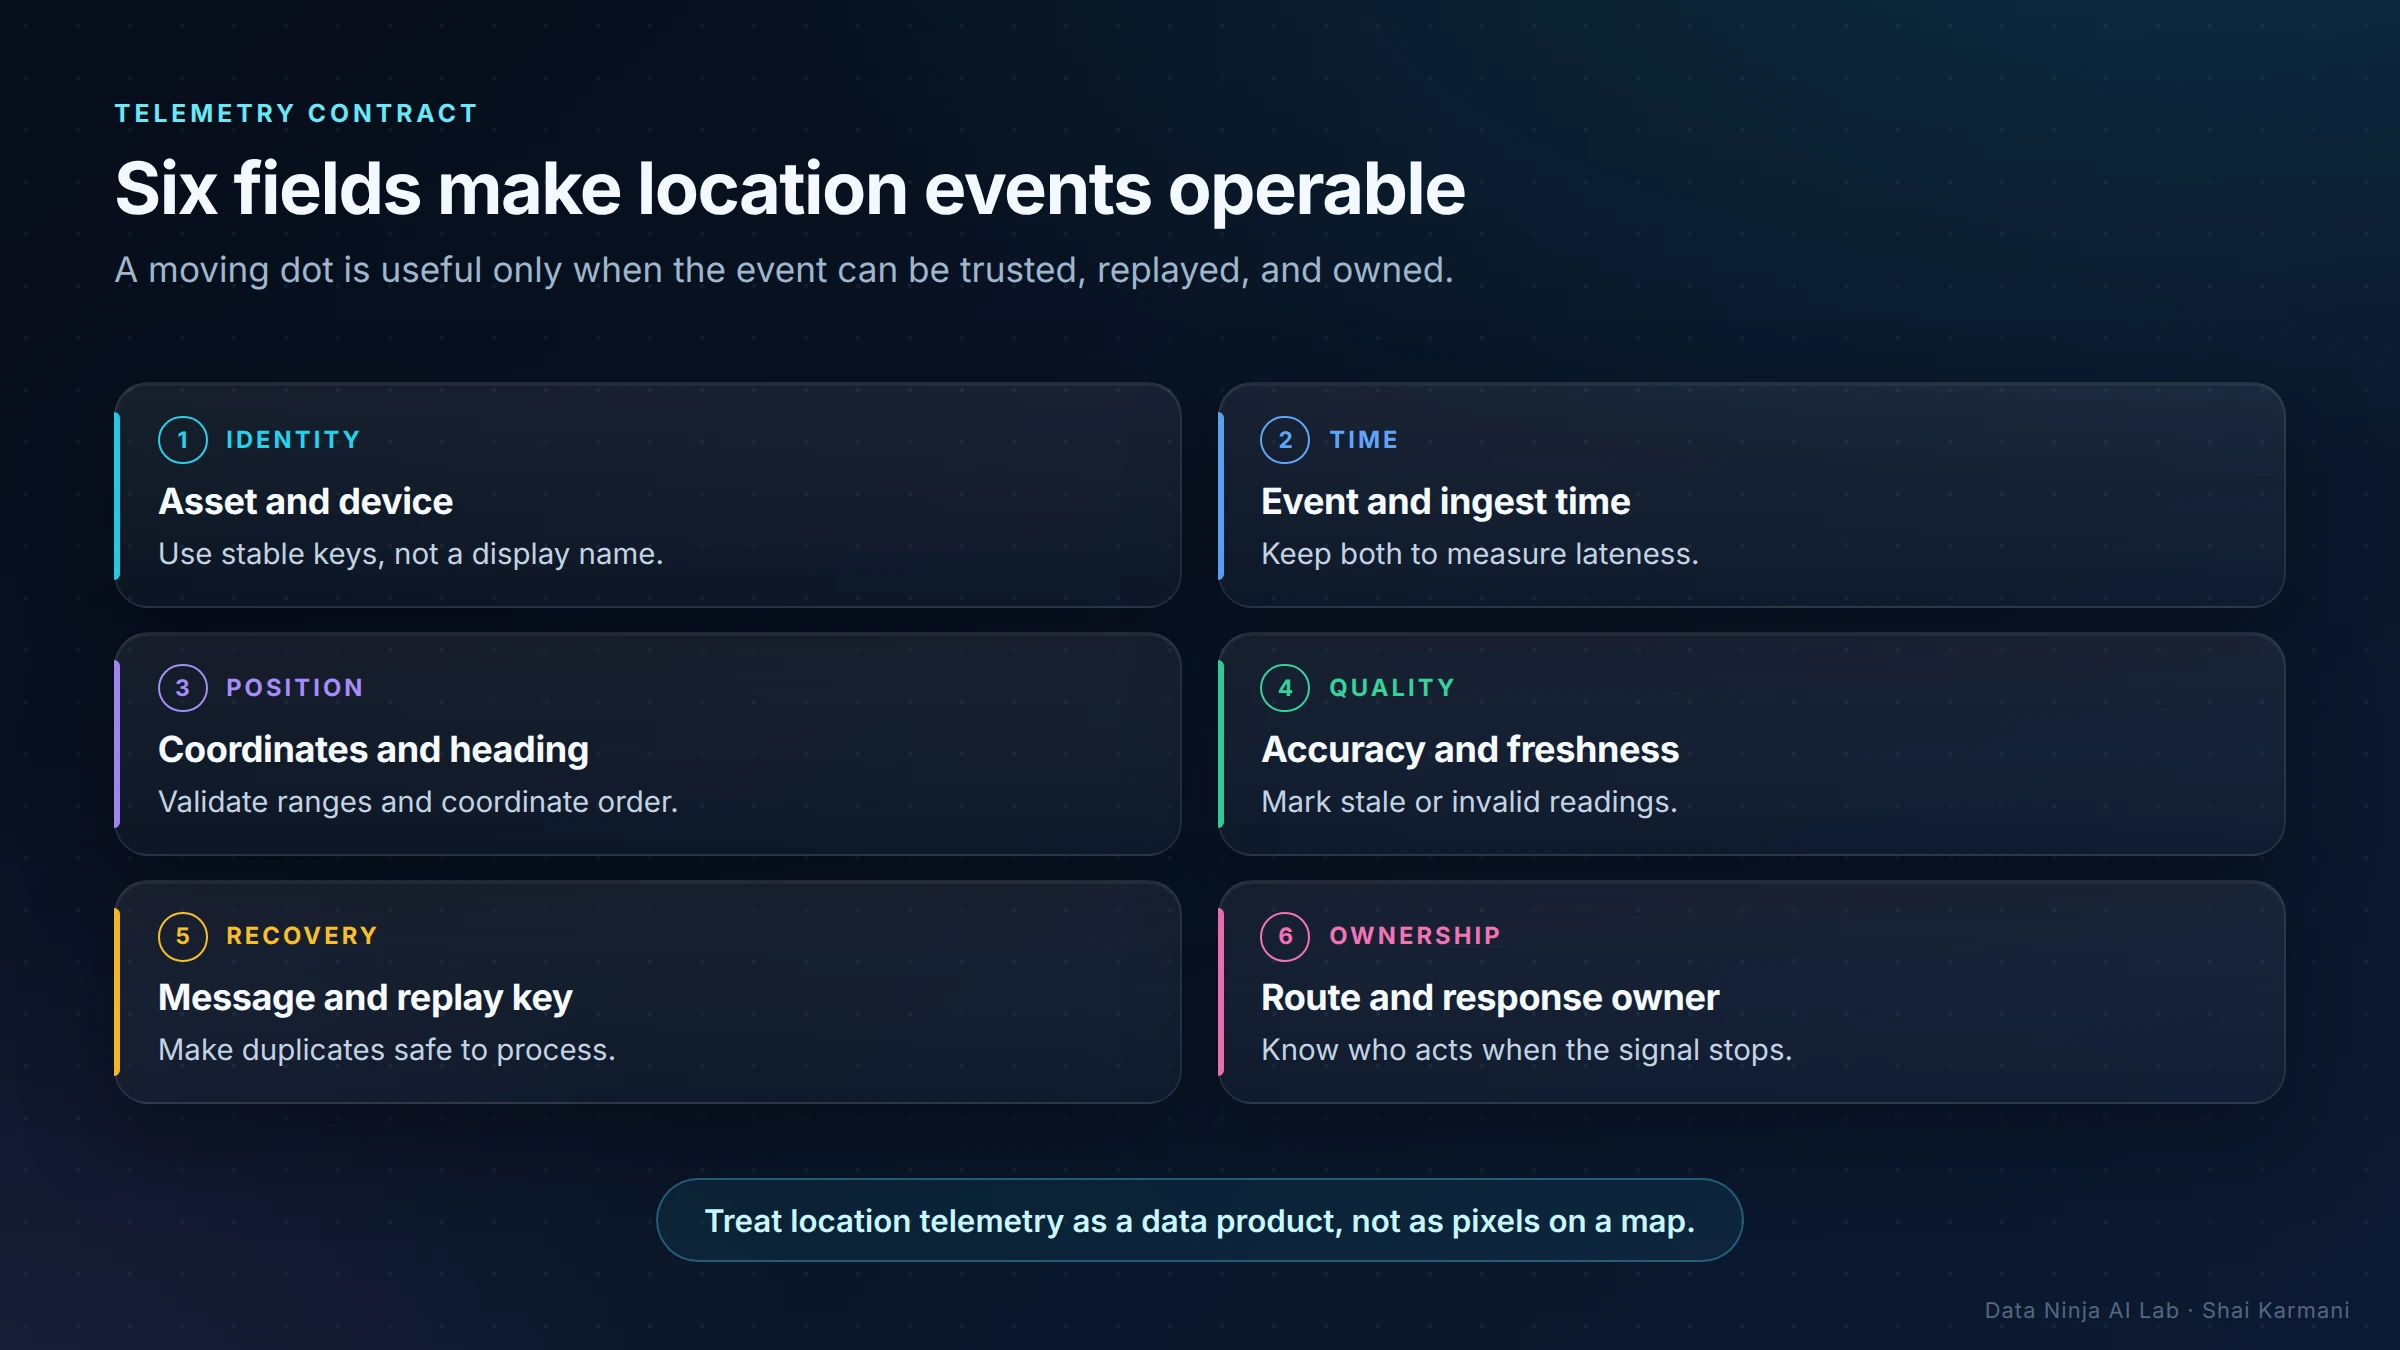 TELEMETRY CONTRACT
Six fields make location events operable
A moving dot is useful only when the event can be trusted, replayed, and owned.
1 IDENTITY
Asset and device
Use stable keys, not a display name.
2 TIME
Event and ingest time
Keep both to measure lateness.
3 POSITION
Coordinates and heading
Validate ranges and coordinate order.
4 QUALITY
Accuracy and freshness
Mark stale or invalid readings.
5 RECOVERY
Message and replay key
Make duplicates safe to process.
6 OWNERSHIP
Route and response owner
Know who acts when the signal stops.
Treat location telemetry as a data product, not as pixels on a map.
Data Ninja AI Lab · Shai Karmani